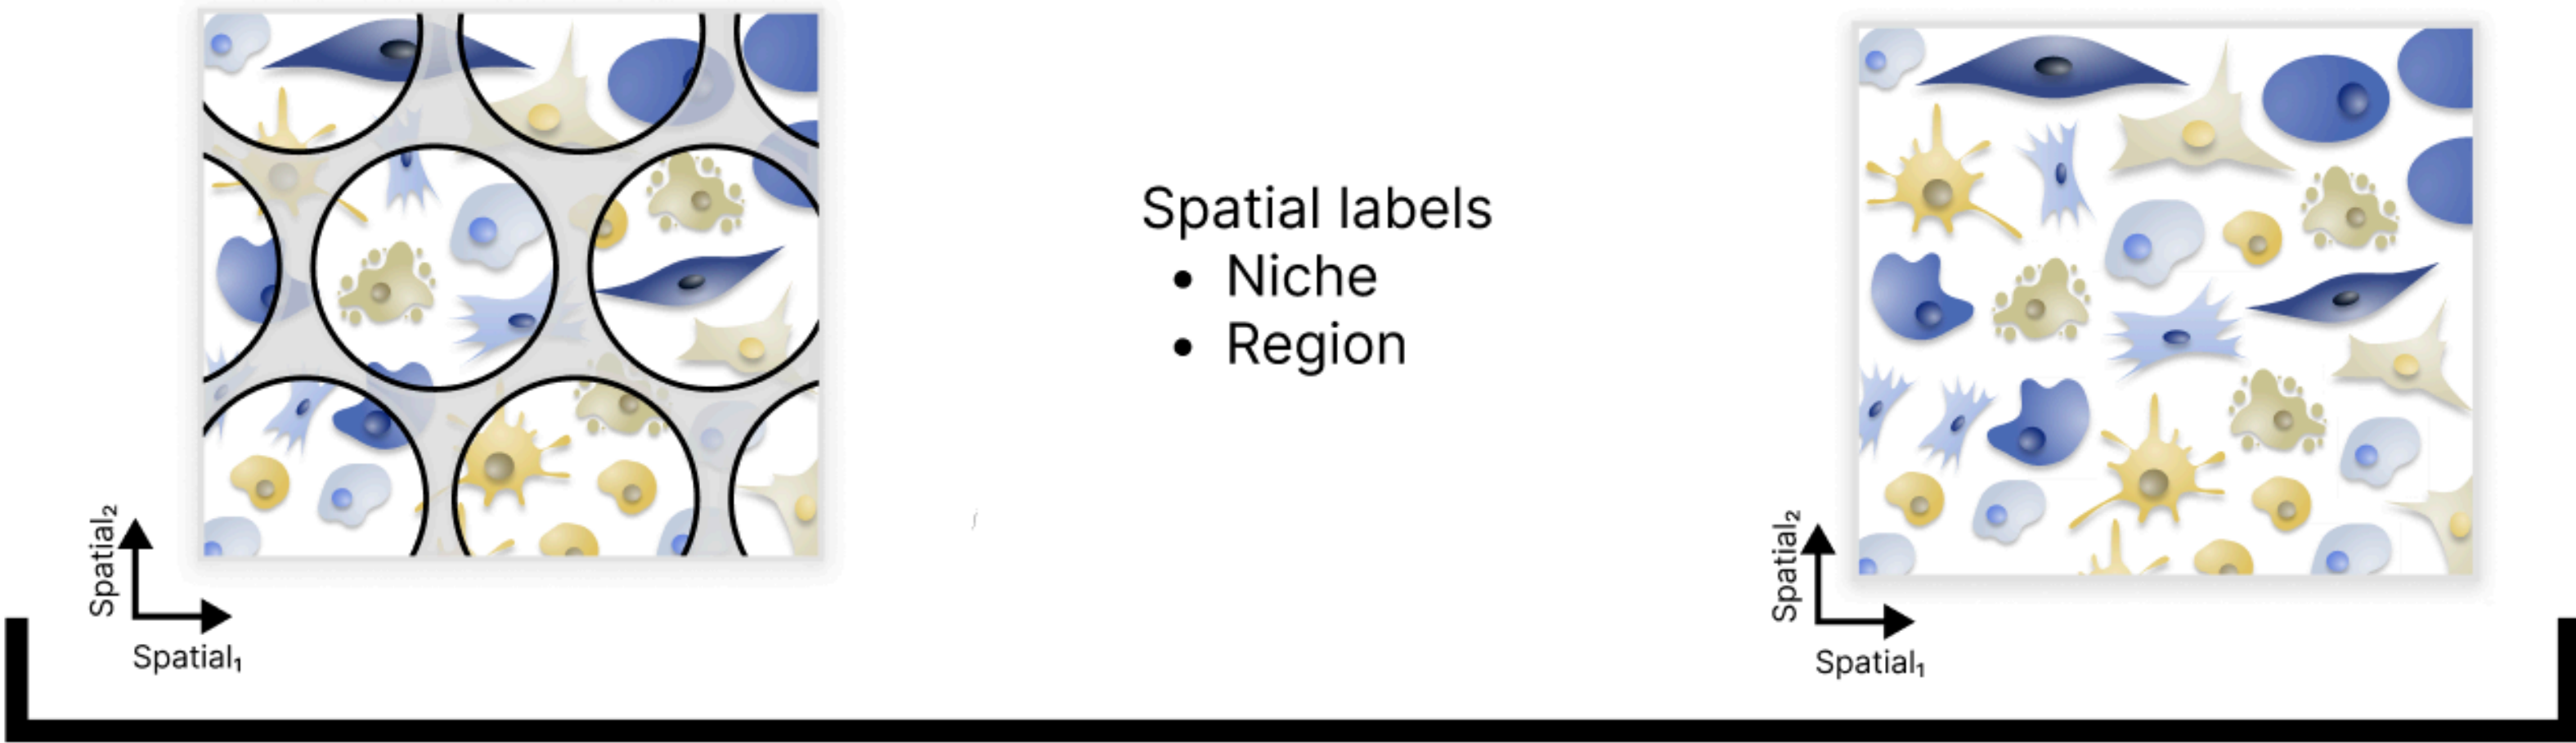 Spatial labels
• Niche
• Region
Spatial₂
Spatial₁
Spatial₂
Spatial₁